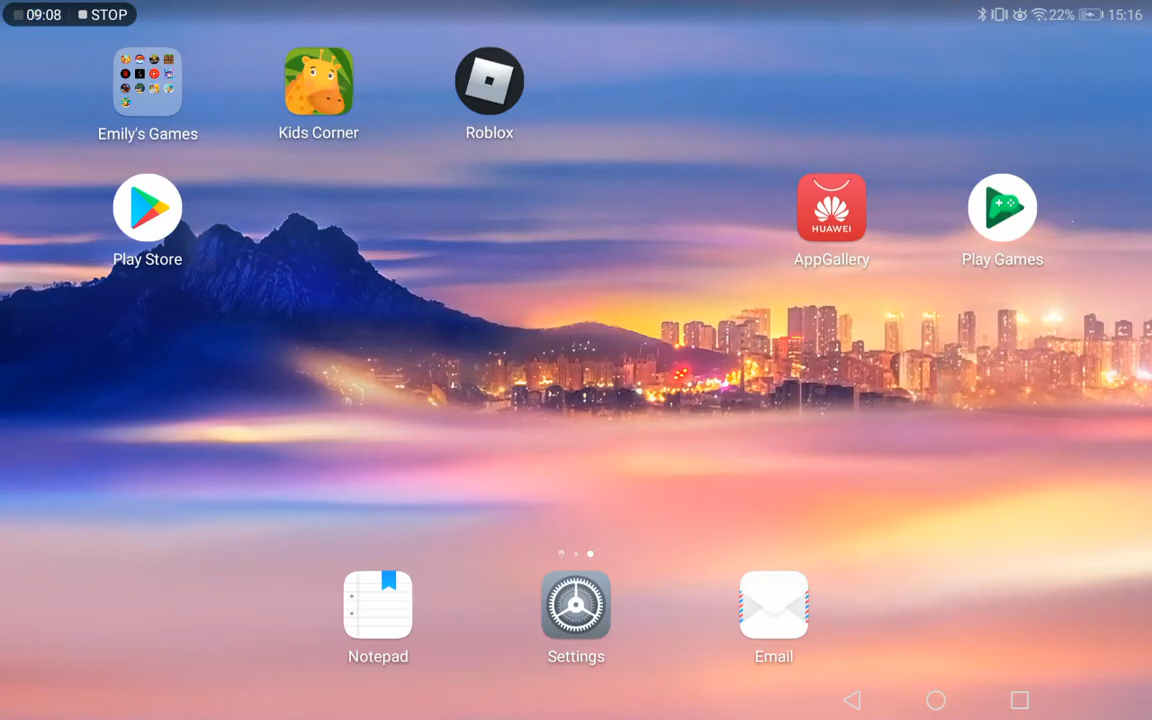 09:08 STOP
22% 15:16
Emily's Games
Kids Corner
Roblox
Play Store
HUAWEI
AppGallery
Play Games
Notepad
Settings
Email